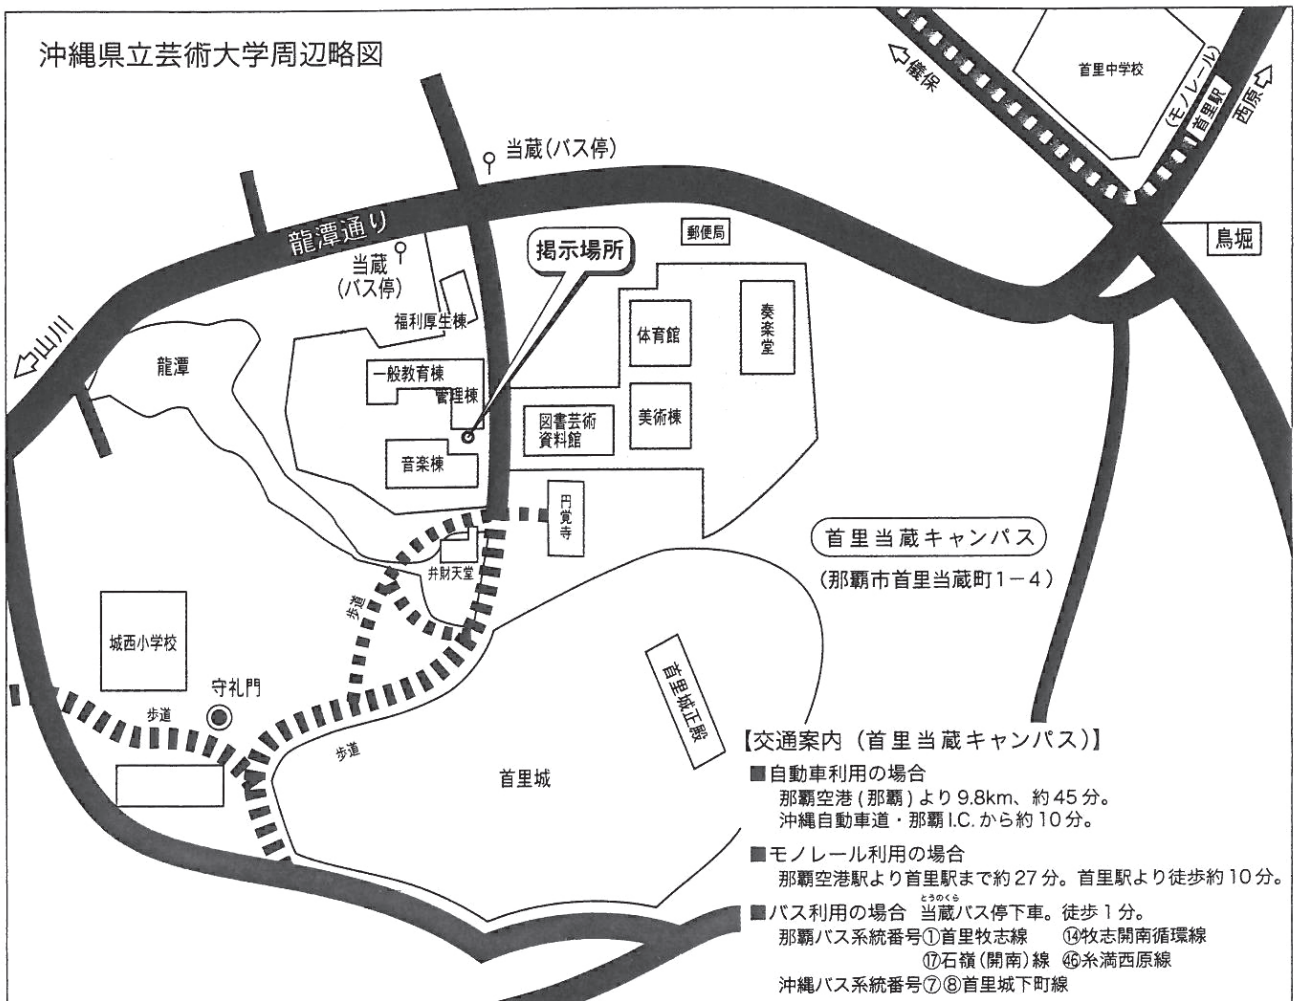 沖縄県立芸術大学周辺略図
首里中学校
(モノレール)
首里駅
西原
儀保
当蔵(バス停)
龍潭通り
当蔵
(バス停)
掲示場所
郵便局
鳥堀
福利厚生棟
体育館
奏楽堂
山川
龍潭
一般教育棟
管理棟
図書芸術
資料館
美術棟
音楽棟
円覚寺
首里当蔵キャンパス
(那覇市首里当蔵町1−4)
弁財天堂
歩道
城西小学校
守礼門
歩道
歩道
首里城正殿
首里城
【交通案内(首里当蔵キャンパス)】
■自動車利用の場合
那覇空港(那覇)より9.8km、約45分。
沖縄自動車道・那覇I.C.から約10分。
■モノレール利用の場合
那覇空港駅より首里駅まで約27分。首里駅より徒歩約10分。
とうのくら
■バス利用の場合 当蔵バス停下車。徒歩1分。
那覇バス系統番号①首里牧志線 ⑭牧志開南循環線
⑰石嶺(開南)線 ㊻糸満西原線
沖縄バス系統番号⑦⑧首里城下町線